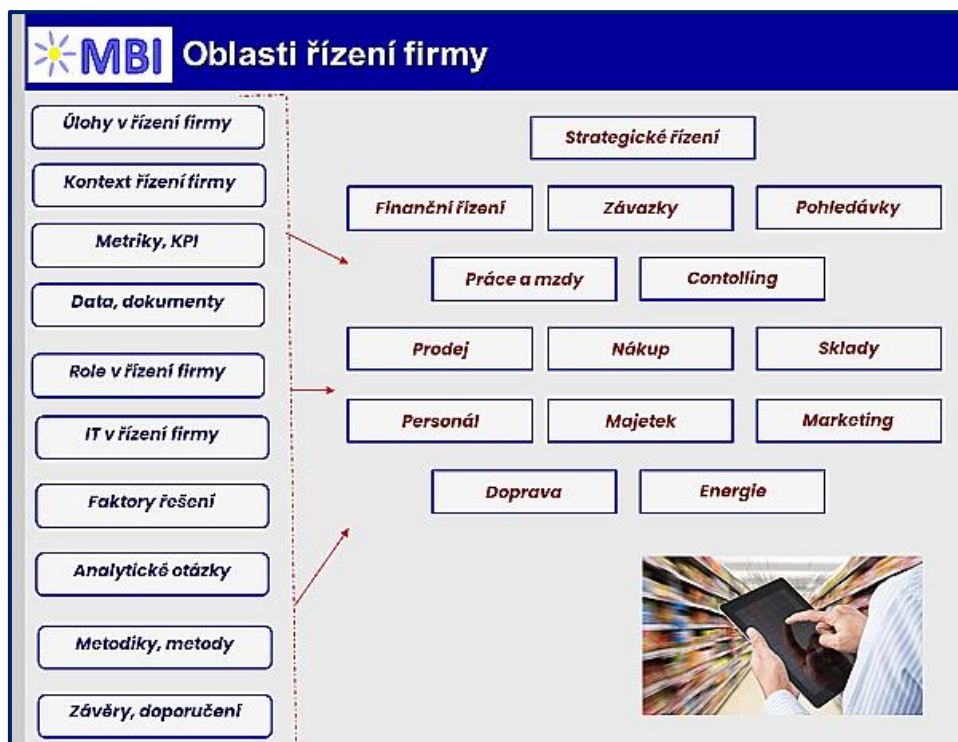 MBI Oblasti řízení firmy
Úlohy v řízení firmy
Kontext řízení firmy
Metriky, KPI
Data, dokumenty
Role v řízení firmy
IT v řízení firmy
Faktory řešení
Analytické otázky
Metodiky, metody
Závěry, doporučení
Strategické řízení
Finanční řízení
Závazky
Pohledávky
Práce a mzdy
Contolling
Prodej
Nákup
Sklady
Personál
Majetek
Marketing
Doprava
Energie